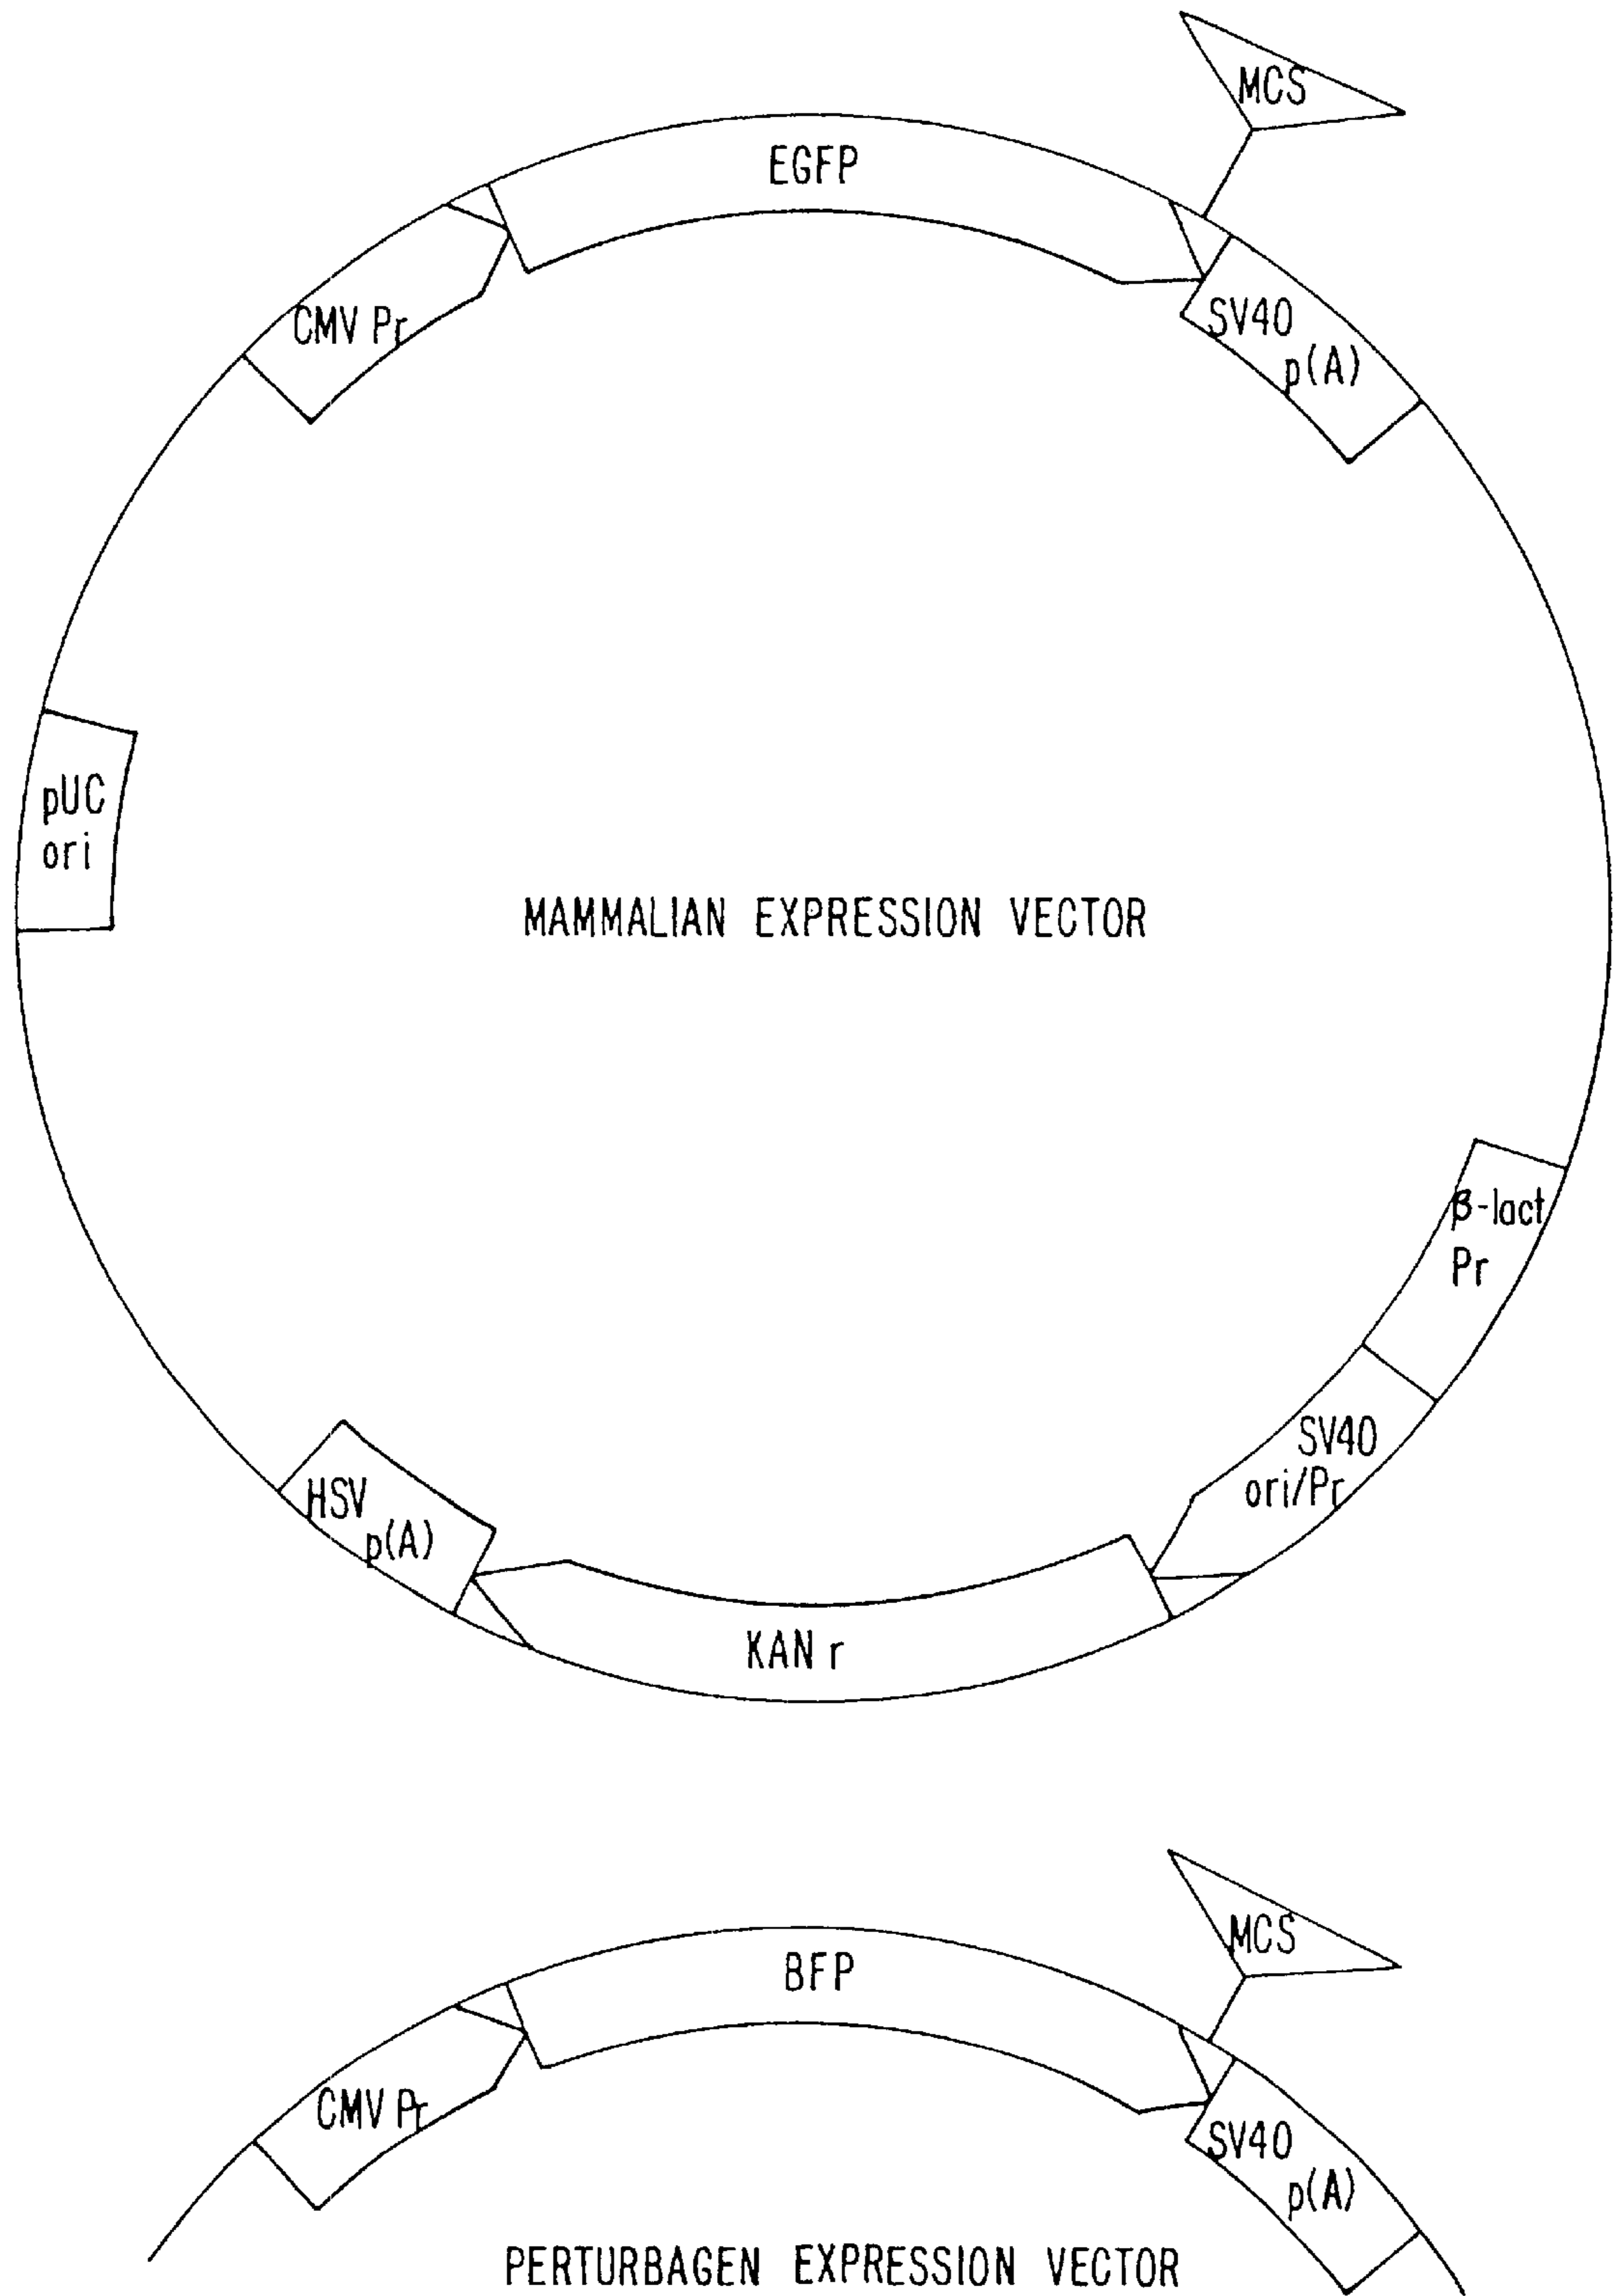 MCS
EGFP
CMV Pr
SV40
p(A)
pUC
ori
MAMMALIAN EXPRESSION VECTOR
β-lact
Pr
SV40
ori/Pr
HSV
p(A)
KAN r
MCS
BFP
CMV Pr
SV40
p(A)
PERTURBAGEN EXPRESSION VECTOR